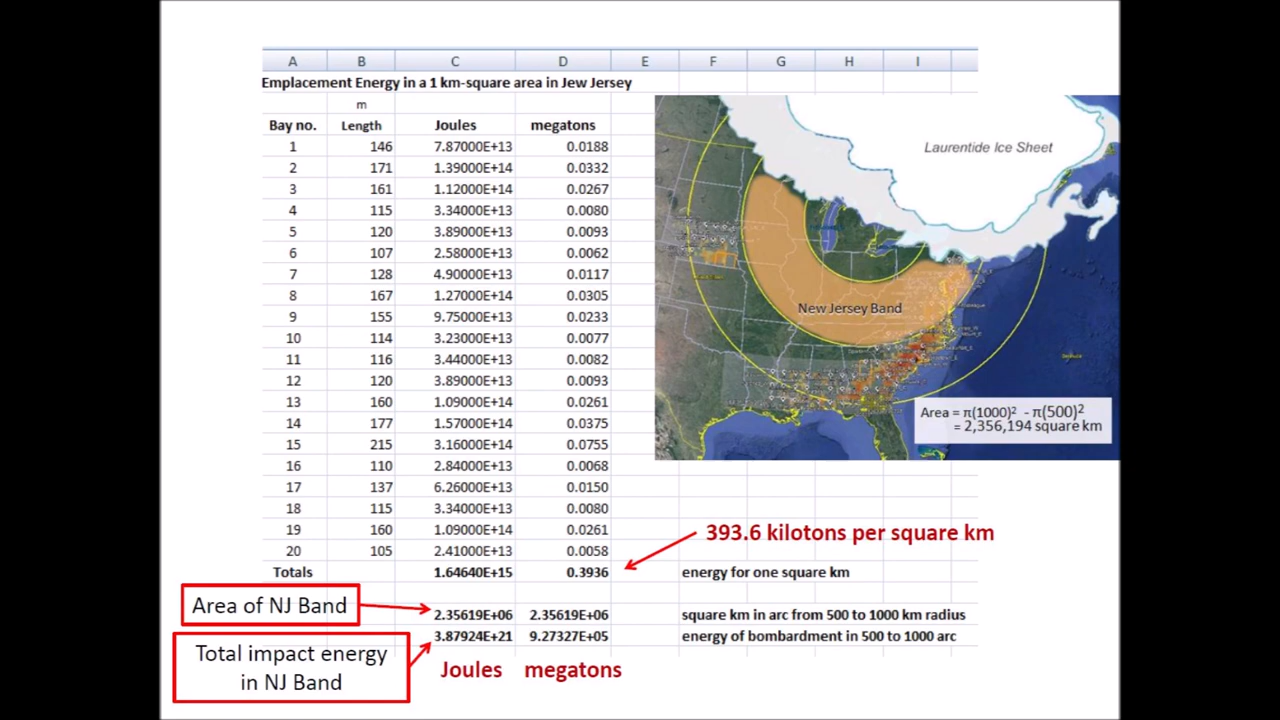 A B C D E F G H I
Emplacement Energy in a 1 km-square area in Jew Jersey
m
Bay no. Length Joules megatons
1 146 7.87000E+13 0.0188
2 171 1.39000E+14 0.0332
3 161 1.12000E+14 0.0267
4 115 3.34000E+13 0.0080
5 120 3.89000E+13 0.0093
6 107 2.58000E+13 0.0062
7 128 4.90000E+13 0.0117
8 167 1.27000E+14 0.0305
9 155 9.75000E+13 0.0233
10 114 3.23000E+13 0.0077
11 116 3.44000E+13 0.0082
12 120 3.89000E+13 0.0093
13 160 1.09000E+14 0.0261
14 177 1.57000E+14 0.0375
15 215 3.16000E+14 0.0755
16 110 2.84000E+13 0.0068
17 137 6.26000E+13 0.0150
18 115 3.34000E+13 0.0080
19 160 1.09000E+14 0.0261
20 105 2.41000E+13 0.0058
Totals 1.64640E+15 0.3936 energy for one square km
Laurentide Ice Sheet
New Jersey Band
Area = π(1000)² - π(500)²
= 2,356,194 square km
393.6 kilotons per square km
Area of NJ Band
2.35619E+06 2.35619E+06 square km in arc from 500 to 1000 km radius
3.87924E+21 9.27327E+05 energy of bombardment in 500 to 1000 arc
Total impact energy
in NJ Band
Joules megatons